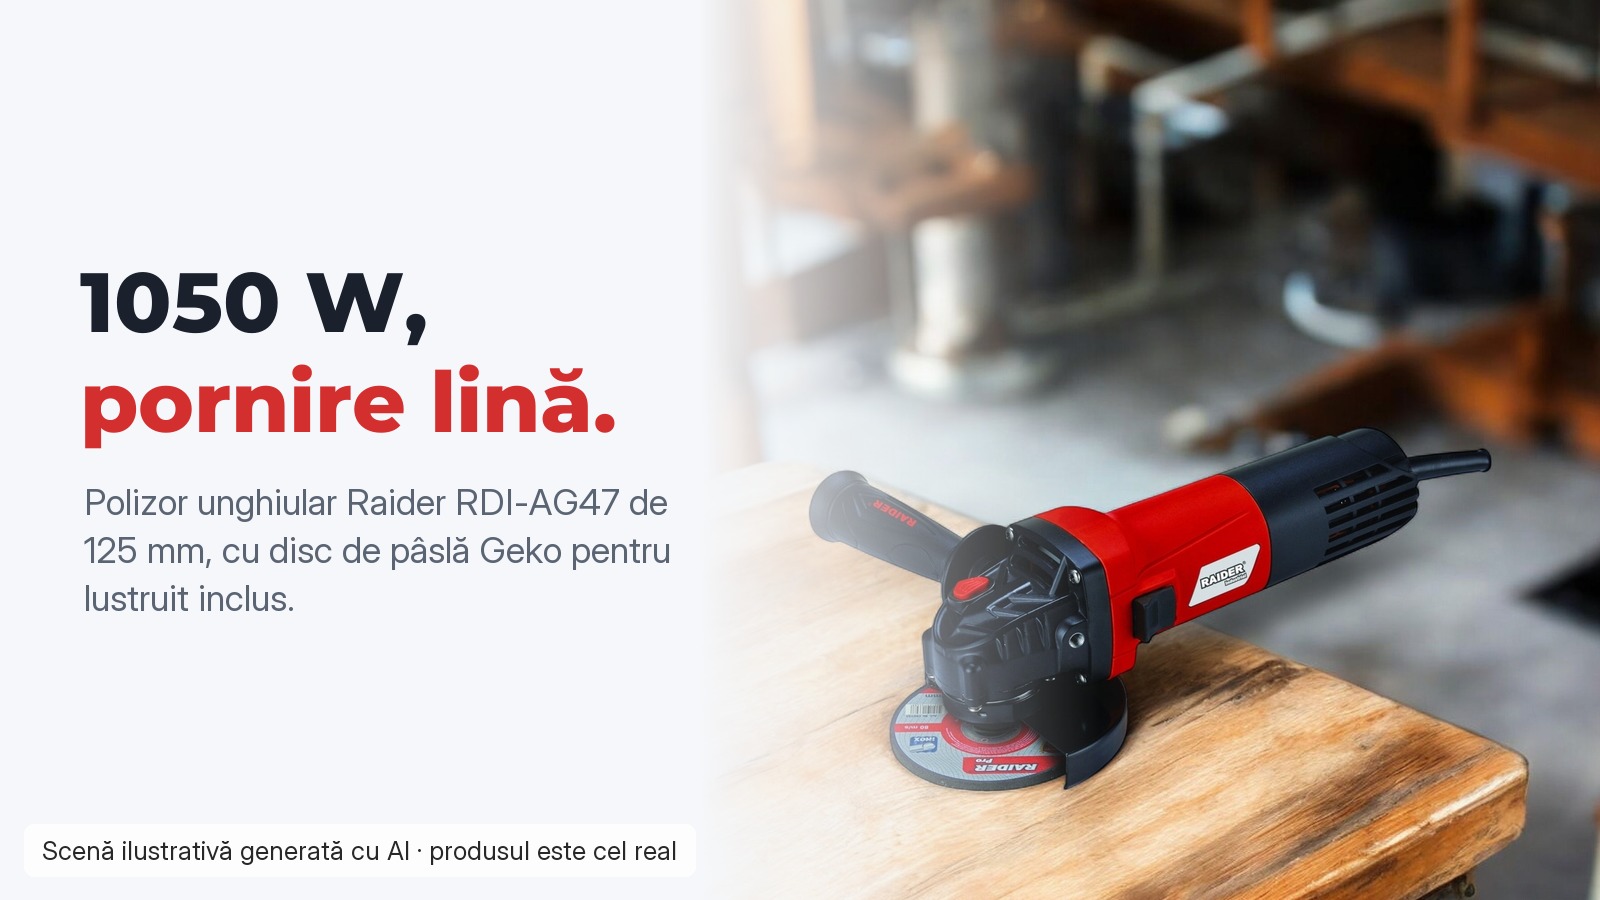 1050 W,
pornire lină.
Polizor unghiular Raider RDI-AG47 de
125 mm, cu disc de pâslă Geko pentru
lustruit inclus.
Scenă ilustrativă generată cu AI · produsul este cel real
RAIDER
RAIDER
RAIDER
Pro
INOX